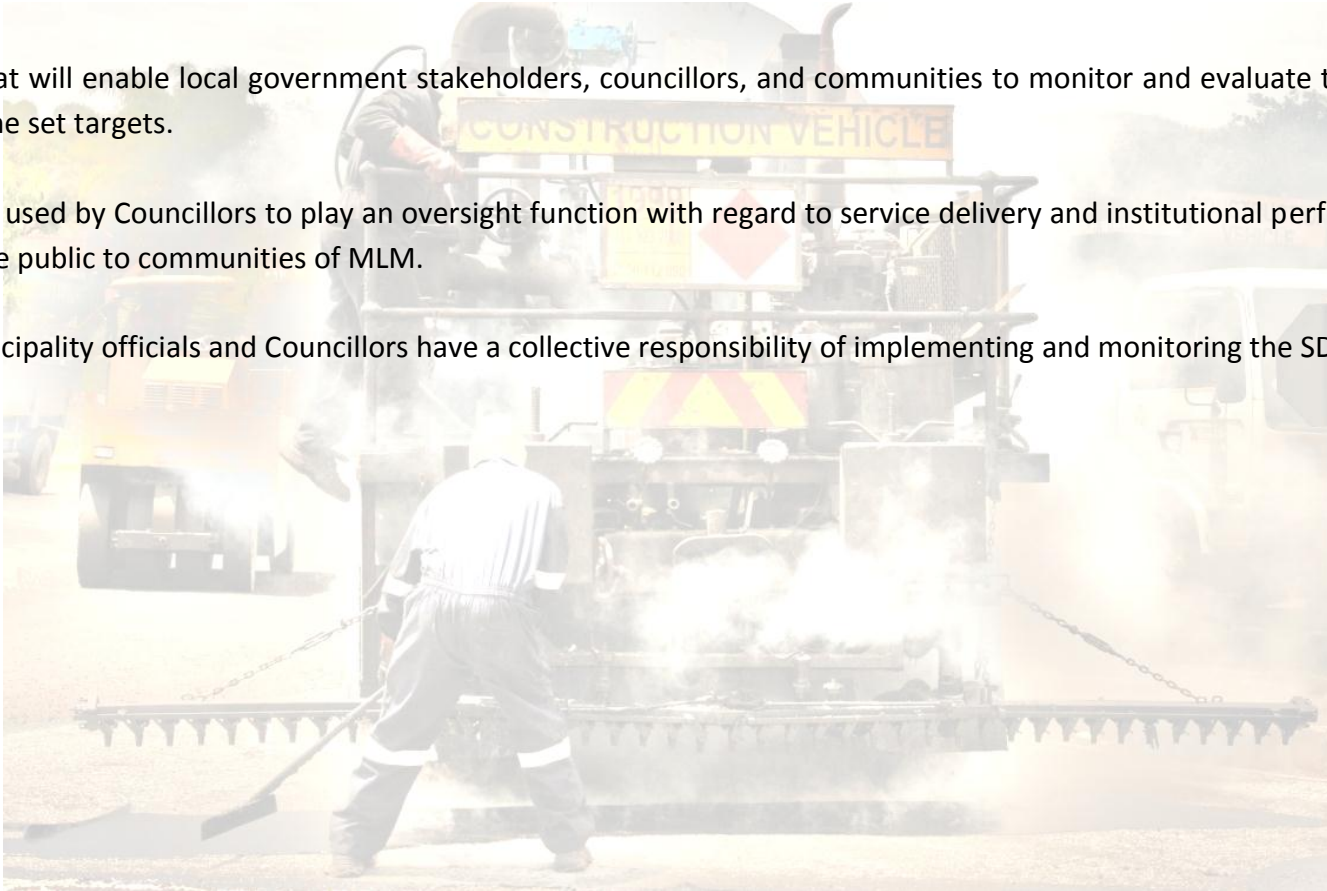 at will enable local government stakeholders, councillors, and communities to monitor and evaluate t
e set targets.
used by Councillors to play an oversight function with regard to service delivery and institutional perf
e public to communities of MLM.
cipality officials and Councillors have a collective responsibility of implementing and monitoring the SD
CONSTRUCTION VEHICLE